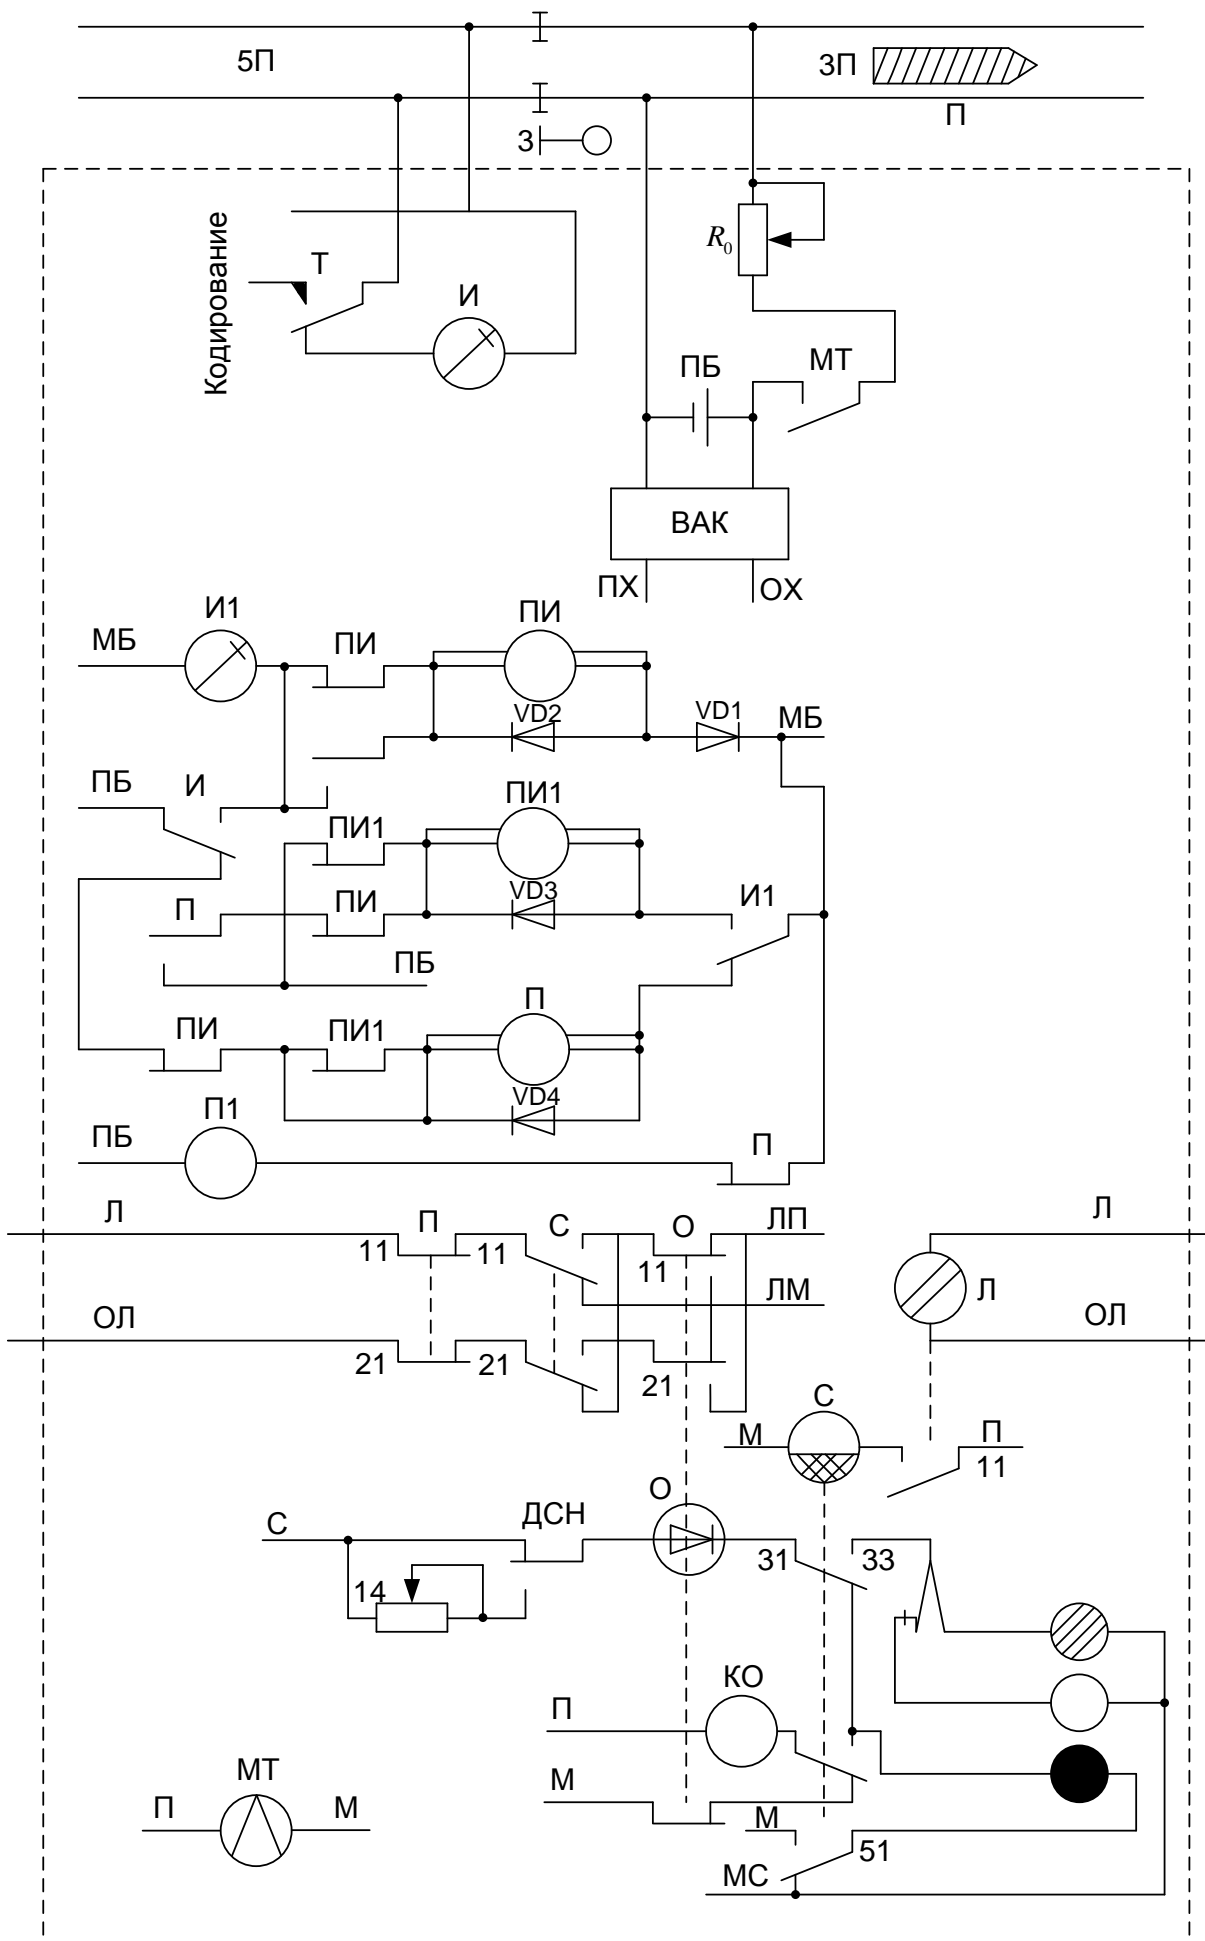 5П
3П
П
3
Кодирование
Т
И
R₀
ПБ
МТ
ВАК
ПХ
ОХ
И1
ПИ
МБ
ПИ
VD2
VD1
МБ
ПБ
И
ПИ1
ПИ1
VD3
П
ПИ
И1
ПБ
П
ПИ
ПИ1
VD4
П1
ПБ
П
Л
П
С
О
ЛП
Л
11
11
11
ЛМ
Л
ОЛ
ОЛ
21
21
21
С
М
П
11
О
С
ДСН
31
33
14
КО
П
МТ
М
П
М
М
51
МС